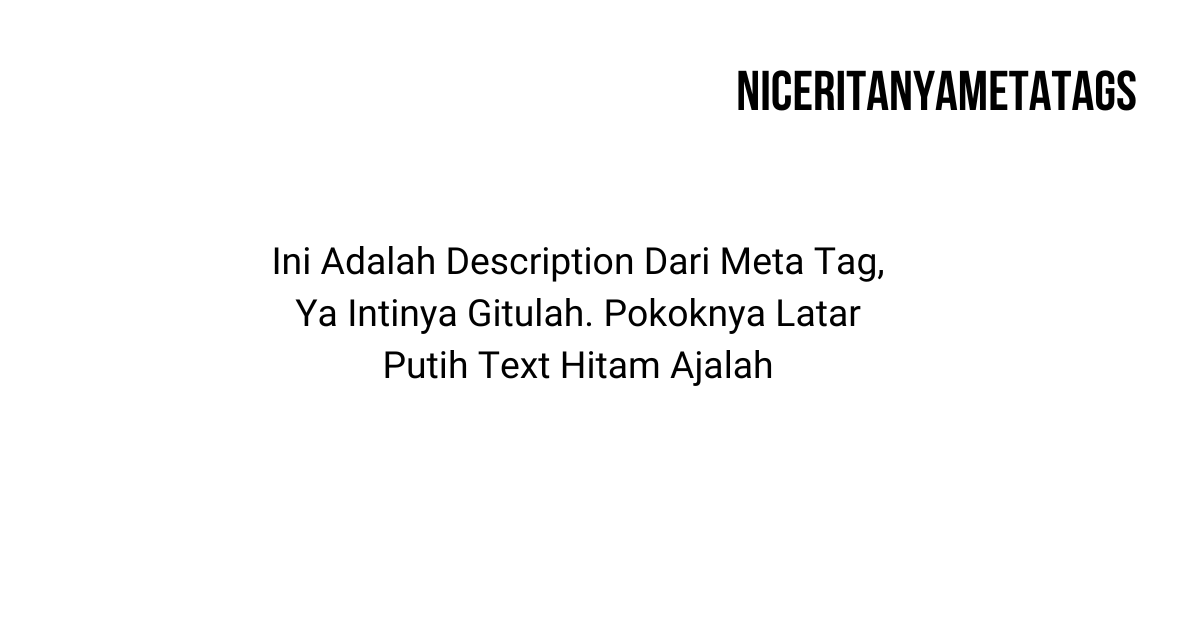 NICERITANYAMETATAGS
Ini Adalah Description Dari Meta Tag,
Ya Intinya Gitulah. Pokoknya Latar
Putih Text Hitam Ajalah